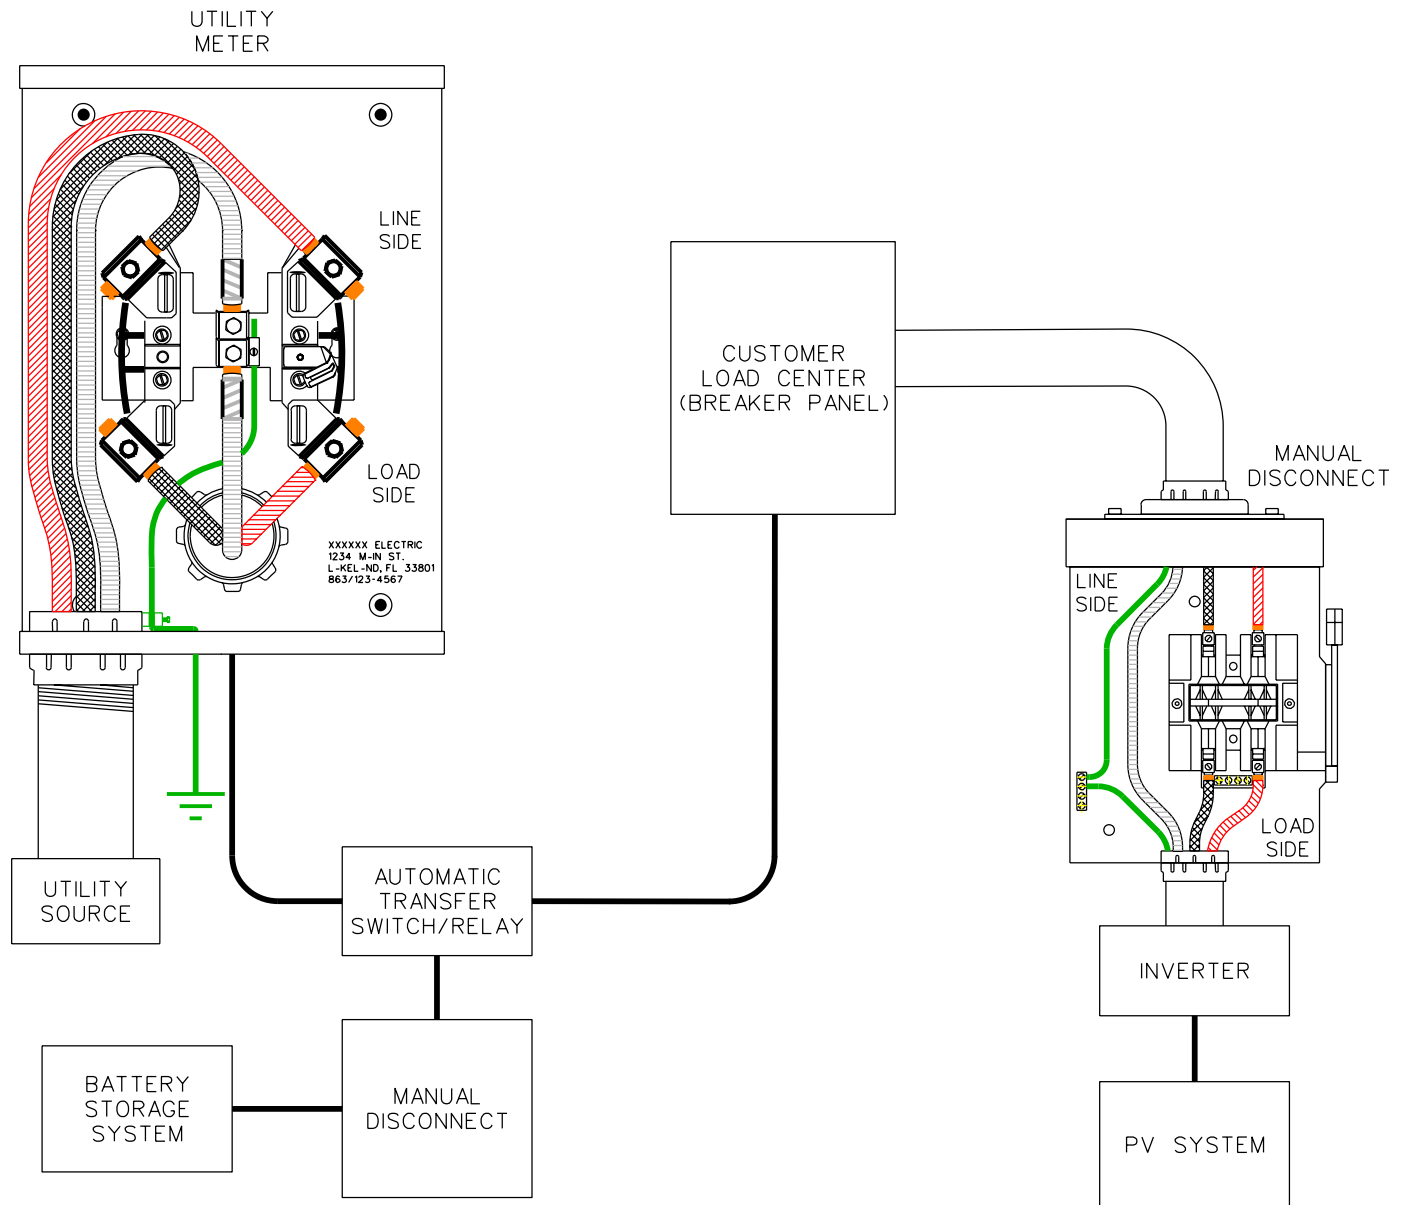 UTILITY
METER
LINE
SIDE
LOAD
SIDE
XXXXXX ELECTRIC
1234 M-IN ST.
L-KEL-ND, FL 33801
863/123-4567
UTILITY
SOURCE
AUTOMATIC
TRANSFER
SWITCH/RELAY
BATTERY
STORAGE
SYSTEM
MANUAL
DISCONNECT
CUSTOMER
LOAD CENTER
(BREAKER PANEL)
MANUAL
DISCONNECT
LINE
SIDE
LOAD
SIDE
INVERTER
PV SYSTEM